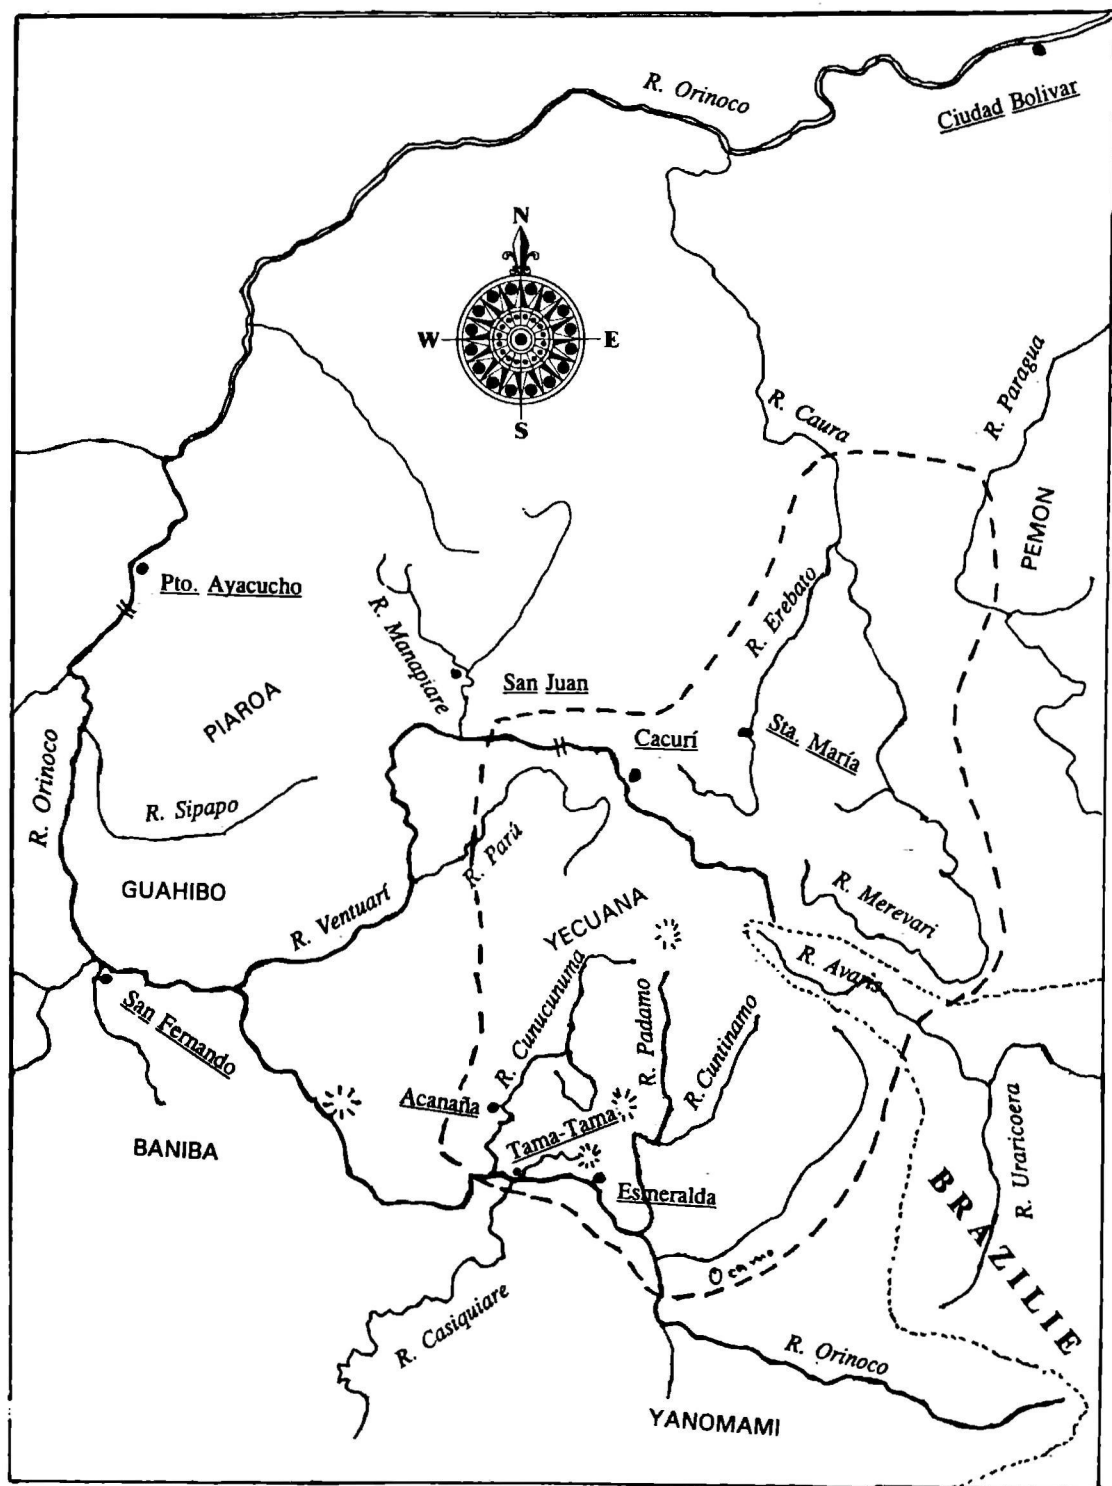 R. Orinoco
Ciudad Bolivar
N
W
E
S
R. Paragua
R. Caura
PEMON
Pto. Ayacucho
R. Manapiare
R. Erebato
San Juan
PIAROA
Cacurí
Sta. María
R. Orinoco
R. Sipapo
R. Parú
GUAHIBO
R. Ventuarí
YECUANA
R. Merevari
R. Avaris
San Fernando
R. Cunucunuma
R. Padamo
R. Cuntinamo
Acanaña
Tama-Tama
BANIBA
Esmeralda
R. Uraricoera
BRAZILIE
Ocamo
R. Casiquiare
R. Orinoco
YANOMAMI